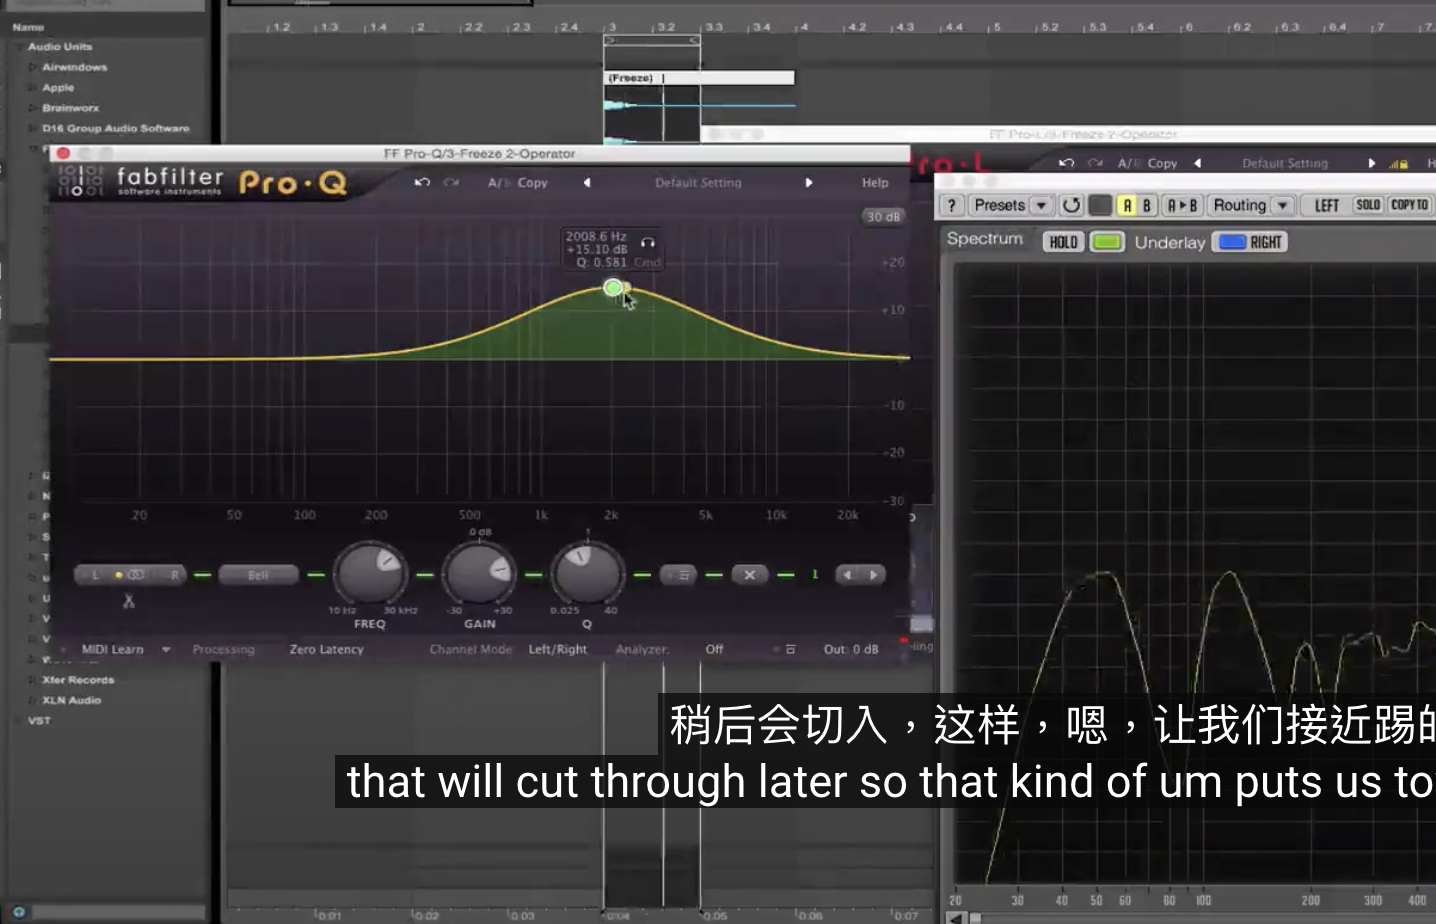 Name
Audio Units
Airwindows
Apple
Brainworx
D16 Group Audio Software
Xfer Records
XLN Audio
VST
1.2 1.3 1.4 2 2.2 2.3 2.4 3 3.2 3.3 3.4 4 4.2 4.3 4.4 5 5.2 5.3 5.4 6 6.2 6.3 6.4 7
(Freeze)
FF Pro-L/3-Freeze 2-Operator
Pro·L
A/B Copy
Default Setting
FF Pro-Q/3-Freeze 2-Operator
fabfilter
software instruments
Pro·Q
A/B Copy
Default Setting
Help
30 dB
2008.6 Hz
+15.10 dB
Q: 0.581 Cmd
+20
+10
0
-10
-20
-30
20 50 100 200 500 1k 2k 5k 10k 20k
0 dB 1
L R
Bell
1
10 Hz 30 kHz -30 +30 0.025 40
FREQ GAIN Q
MIDI Learn Processing: Zero Latency Channel Mode: Left/Right Analyzer: Off Out: 0 dB
? Presets A B A▸B Routing LEFT SOLO COPY TO
Spectrum HOLD Underlay RIGHT
20 30 40 50 60 80 100 200 300 400
稍后会切入，这样，嗯，让我们接近踢的
that will cut through later so that kind of um puts us to
0:01 0:02 0:03 0:04 0:05 0:06 0:07